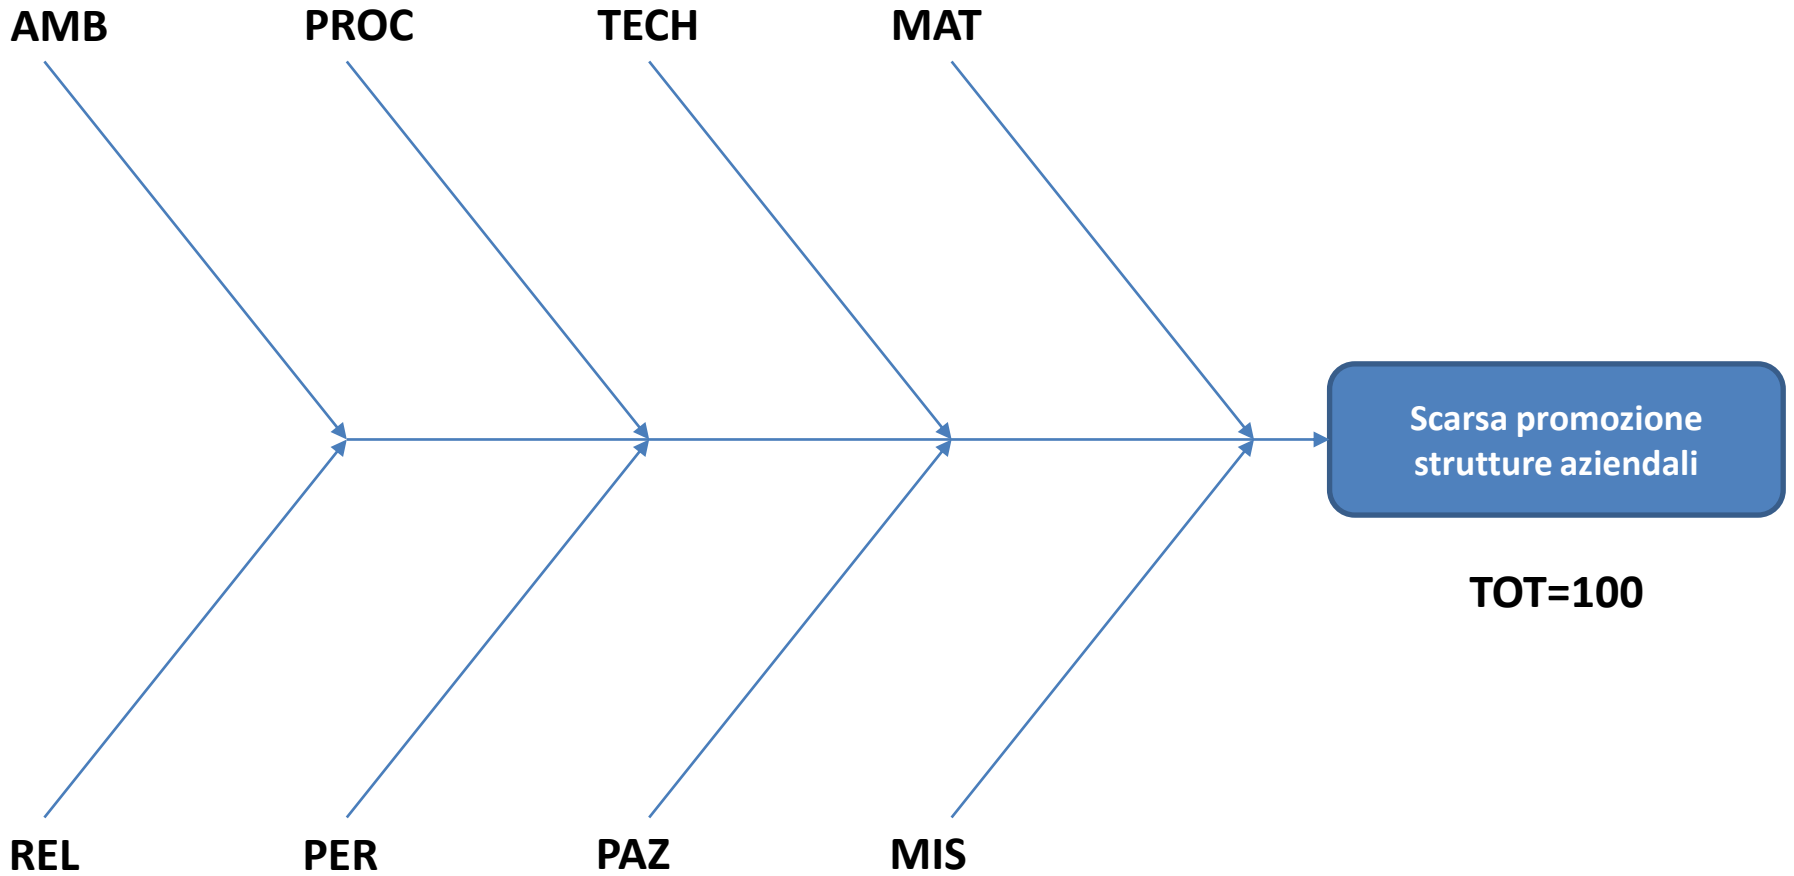 AMB
PROC
TECH
MAT
Scarsa promozione
strutture aziendali
TOT=100
REL
PER
PAZ
MIS